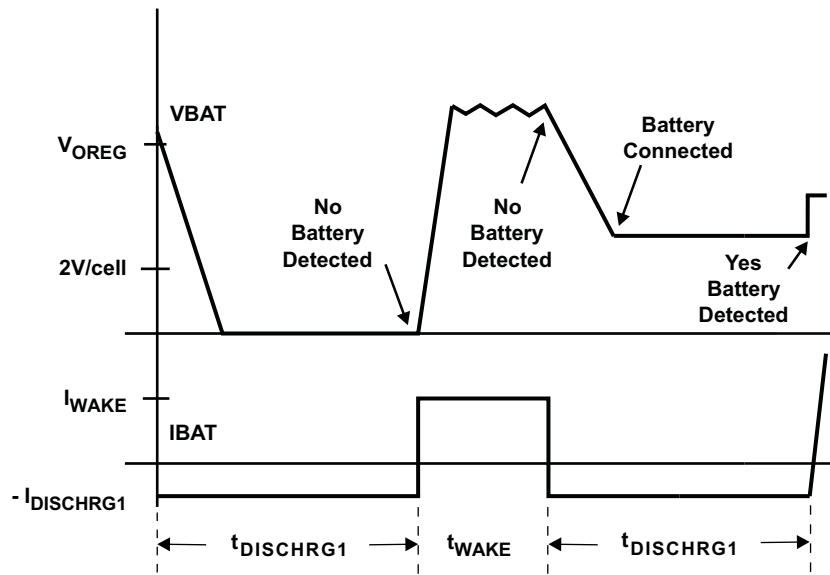 VBAT
VOREG
Battery
Connected
No
Battery
Detected
No
Battery
Detected
2V/cell
Yes
Battery
Detected
IWAKE
IBAT
- IDISCHRG1
tDISCHRG1
tWAKE
tDISCHRG1